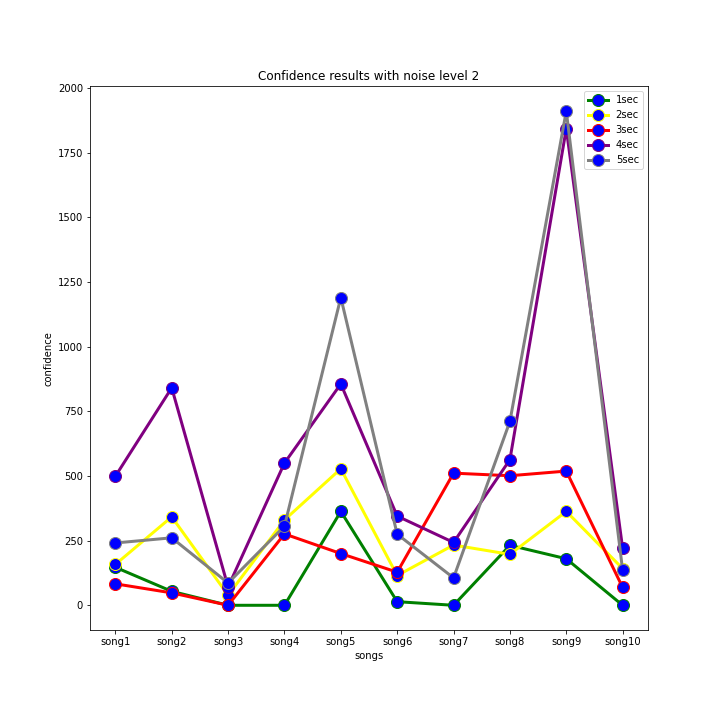 Confidence results with noise level 2
2000
1750
1500
1250
1000
750
500
250
0
confidence
song1 song2 song3 song4 song5 song6 song7 song8 song9 song10
songs
1sec
2sec
3sec
4sec
5sec